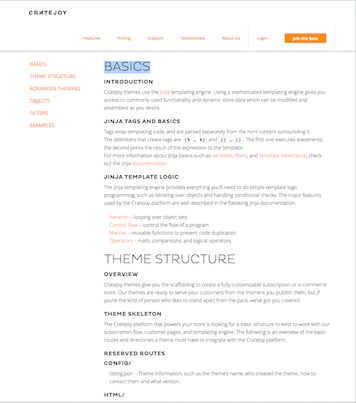 CRATEJOY
Features Pricing Support Testimonials About Us Login Join the Beta
BASICS
THEME STRUCTURE
ADVANCED THEMING
OBJECTS
FILTERS
EXAMPLES
BASICS
INTRODUCTION
Cratejoy themes use the Jinja templating engine. Using a sophisticated templating engine gives you
access to commonly used functionality and dynamic store data which can be modified and
assembled as you desire.
JINJA TAGS AND BASICS
Tags wrap templating code, and are parsed separately from the html content surrounding it.
The delimiters that create tags are {% … %} and {{ … }}. The first one executes statements,
the second prints the result of the expression to the template.
For more information about Jinja basics such as variables, filters, and template inheritance, check
out the Jinja documentation
JINJA TEMPLATE LOGIC
The Jinja templating engine provides everything you'll need to do simple template logic
programming, such as iterating over objects and handling conditional checks. The major features
used by the Cratejoy platform are well described in the following Jinja documentation:
Iteration – looping over object sets
Control Flow – control the flow of a program
Macros – reusable functions to prevent code duplication
Operators – math, comparisons, and logical operators
THEME STRUCTURE
OVERVIEW
Cratejoy themes give you the scaffolding to create a fully-customizable subscription or e-commerce
store. Our themes are ready to serve your customers from the moment you publish them, but if
you're the kind of person who likes to stand apart from the pack, we've got you covered.
THEME SKELETON
The Cratejoy platform that powers your store is looking for a basic structure to work with our
subscription flow, customer pages, and templating engine. The following is an overview of the basic
routes and directories a theme must have to integrate with the Cratejoy platform.
RESERVED ROUTES
CONFIG/
listing.json – Theme Information, such as the theme's name, who created the theme, how to
contact them and what version.
HTML/